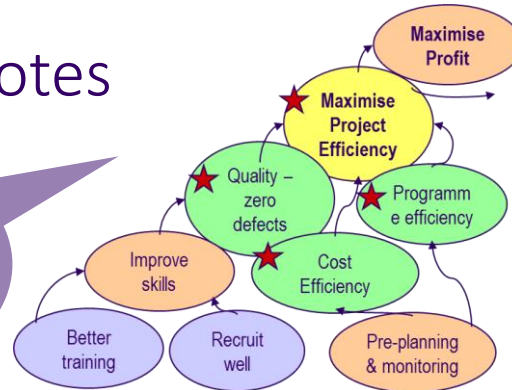 otes
Maximise
Profit
Maximise
Project
Efficiency
Quality –
zero
defects
Programm
e efficiency
Improve
skills
Cost
Efficiency
Better
training
Recruit
well
Pre-planning
& monitoring